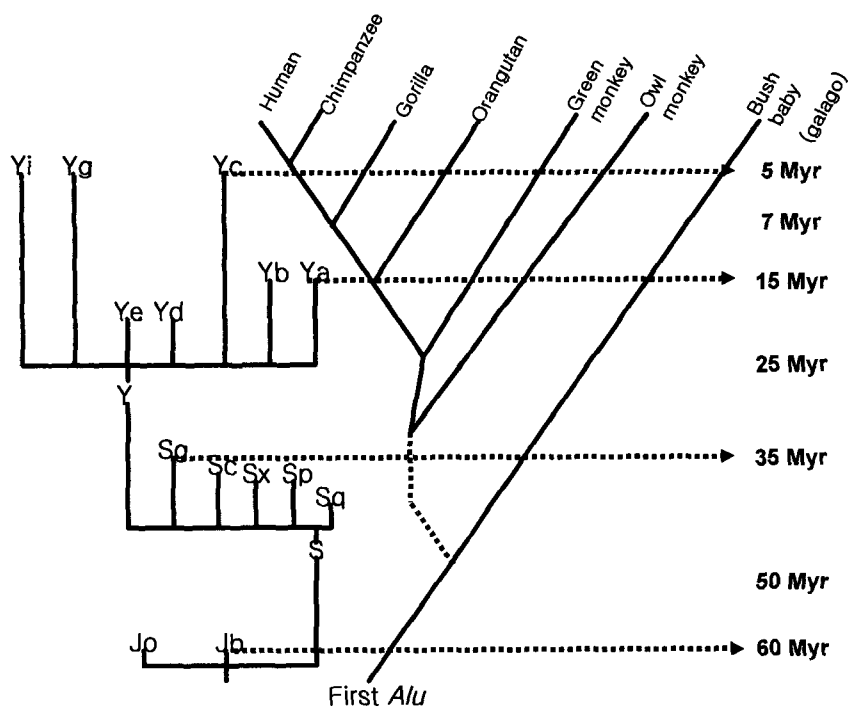 Human
Chimpanzee
Gorilla
Orangutan
Green
monkey
Owl
monkey
Bush
baby
(galago)
Yi
Yg
Yc
5 Myr
7 Myr
Yb
Ya
15 Myr
Ye
Yd
25 Myr
Y
Sg
35 Myr
Sc
Sx
Sp
Sq
S
50 Myr
Jo
Jb
60 Myr
First Alu